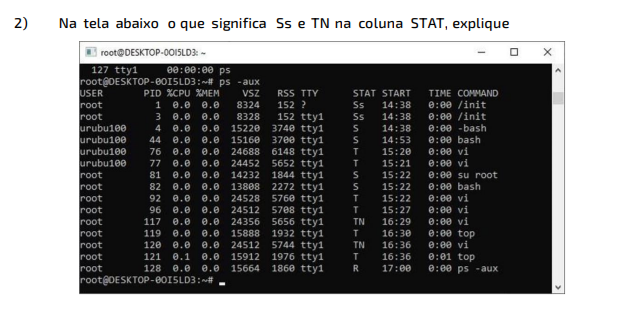 2) Na tela abaixo o que significa Ss e TN na coluna STAT, explique
root@DESKTOP-0OI5LD3: ~
127 tty1 00:00:00 ps
root@DESKTOP-0OI5LD3:~# ps -aux
USER PID %CPU %MEM VSZ RSS TTY STAT START TIME COMMAND
root 1 0.0 0.0 8324 152 ? Ss 14:38 0:00 /init
root 3 0.0 0.0 8328 152 tty1 Ss 14:38 0:00 /init
urubu100 4 0.0 0.0 15220 3740 tty1 S 14:38 0:00 -bash
urubu100 44 0.0 0.0 15160 3700 tty1 S 14:53 0:00 bash
urubu100 76 0.0 0.0 24688 6148 tty1 T 15:20 0:00 vi
urubu100 77 0.0 0.0 24452 5652 tty1 T 15:21 0:00 vi
root 81 0.0 0.0 14232 1844 tty1 S 15:22 0:00 su root
root 82 0.0 0.0 13808 2272 tty1 S 15:22 0:00 bash
root 92 0.0 0.0 24528 5760 tty1 T 15:22 0:00 vi
root 96 0.0 0.0 24512 5708 tty1 T 15:27 0:00 vi
root 117 0.0 0.0 24356 5656 tty1 TN 16:29 0:00 vi
root 119 0.0 0.0 15888 1932 tty1 T 16:30 0:00 top
root 120 0.0 0.0 24512 5744 tty1 TN 16:36 0:00 vi
root 121 0.1 0.0 15912 1976 tty1 T 16:36 0:01 top
root 128 0.0 0.0 15664 1860 tty1 R 17:00 0:00 ps -aux
root@DESKTOP-0OI5LD3:~#